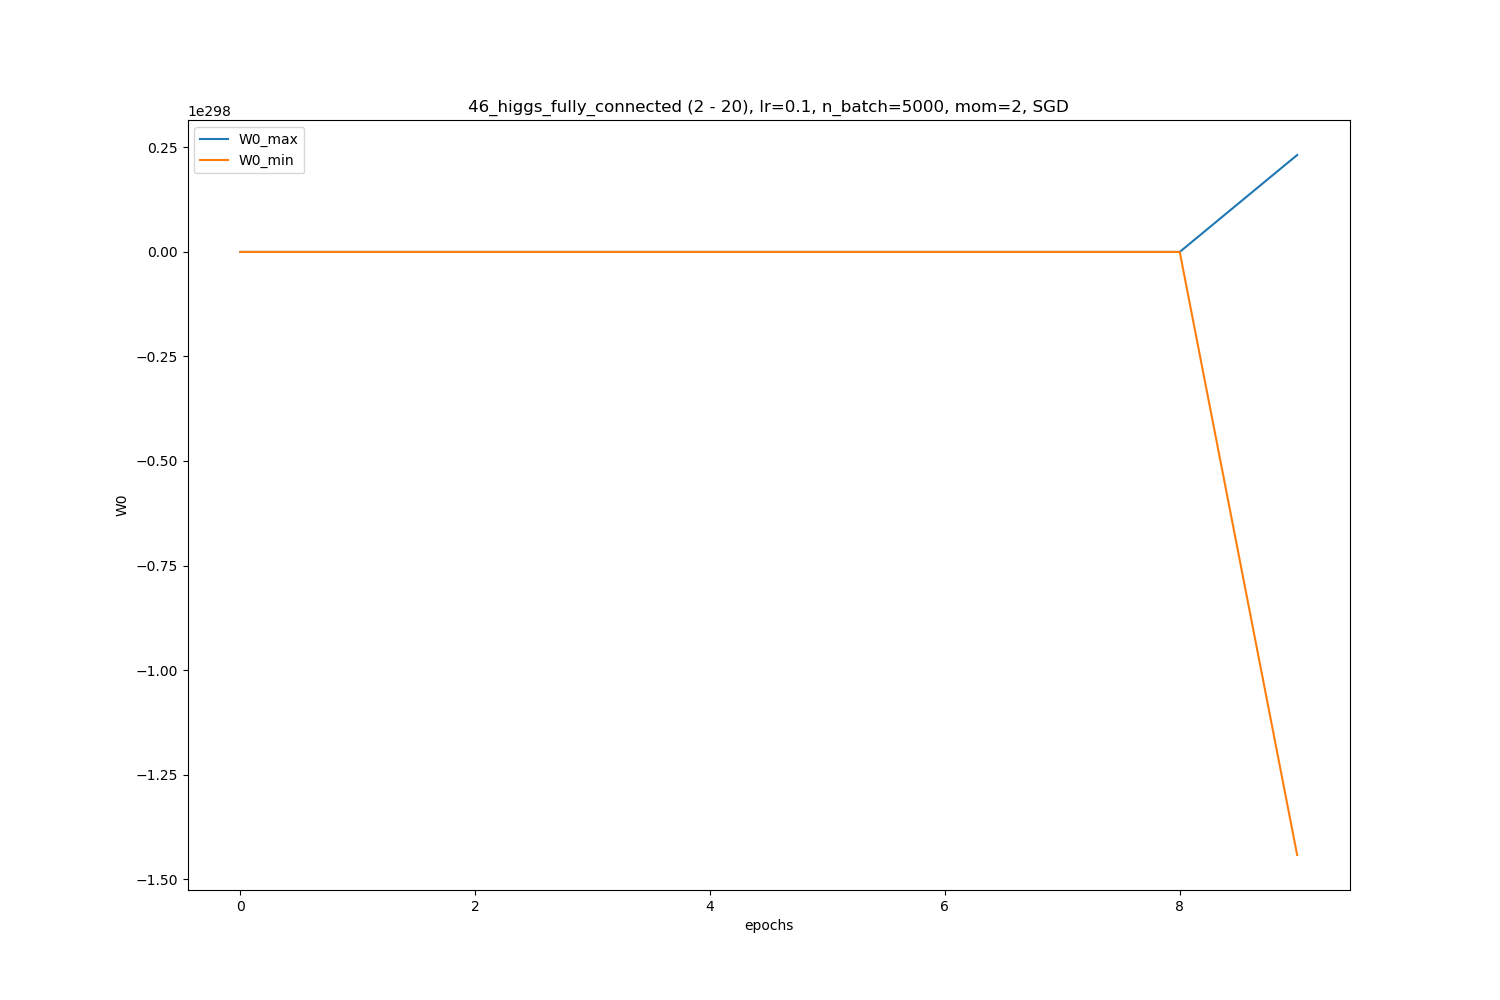 46_higgs_fully_connected (2 - 20), lr=0.1, n_batch=5000, mom=2, SGD
1e298
W0_max
W0_min
0.25
0.00
−0.25
−0.50
−0.75
−1.00
−1.25
−1.50
W0
0 2 4 6 8
epochs